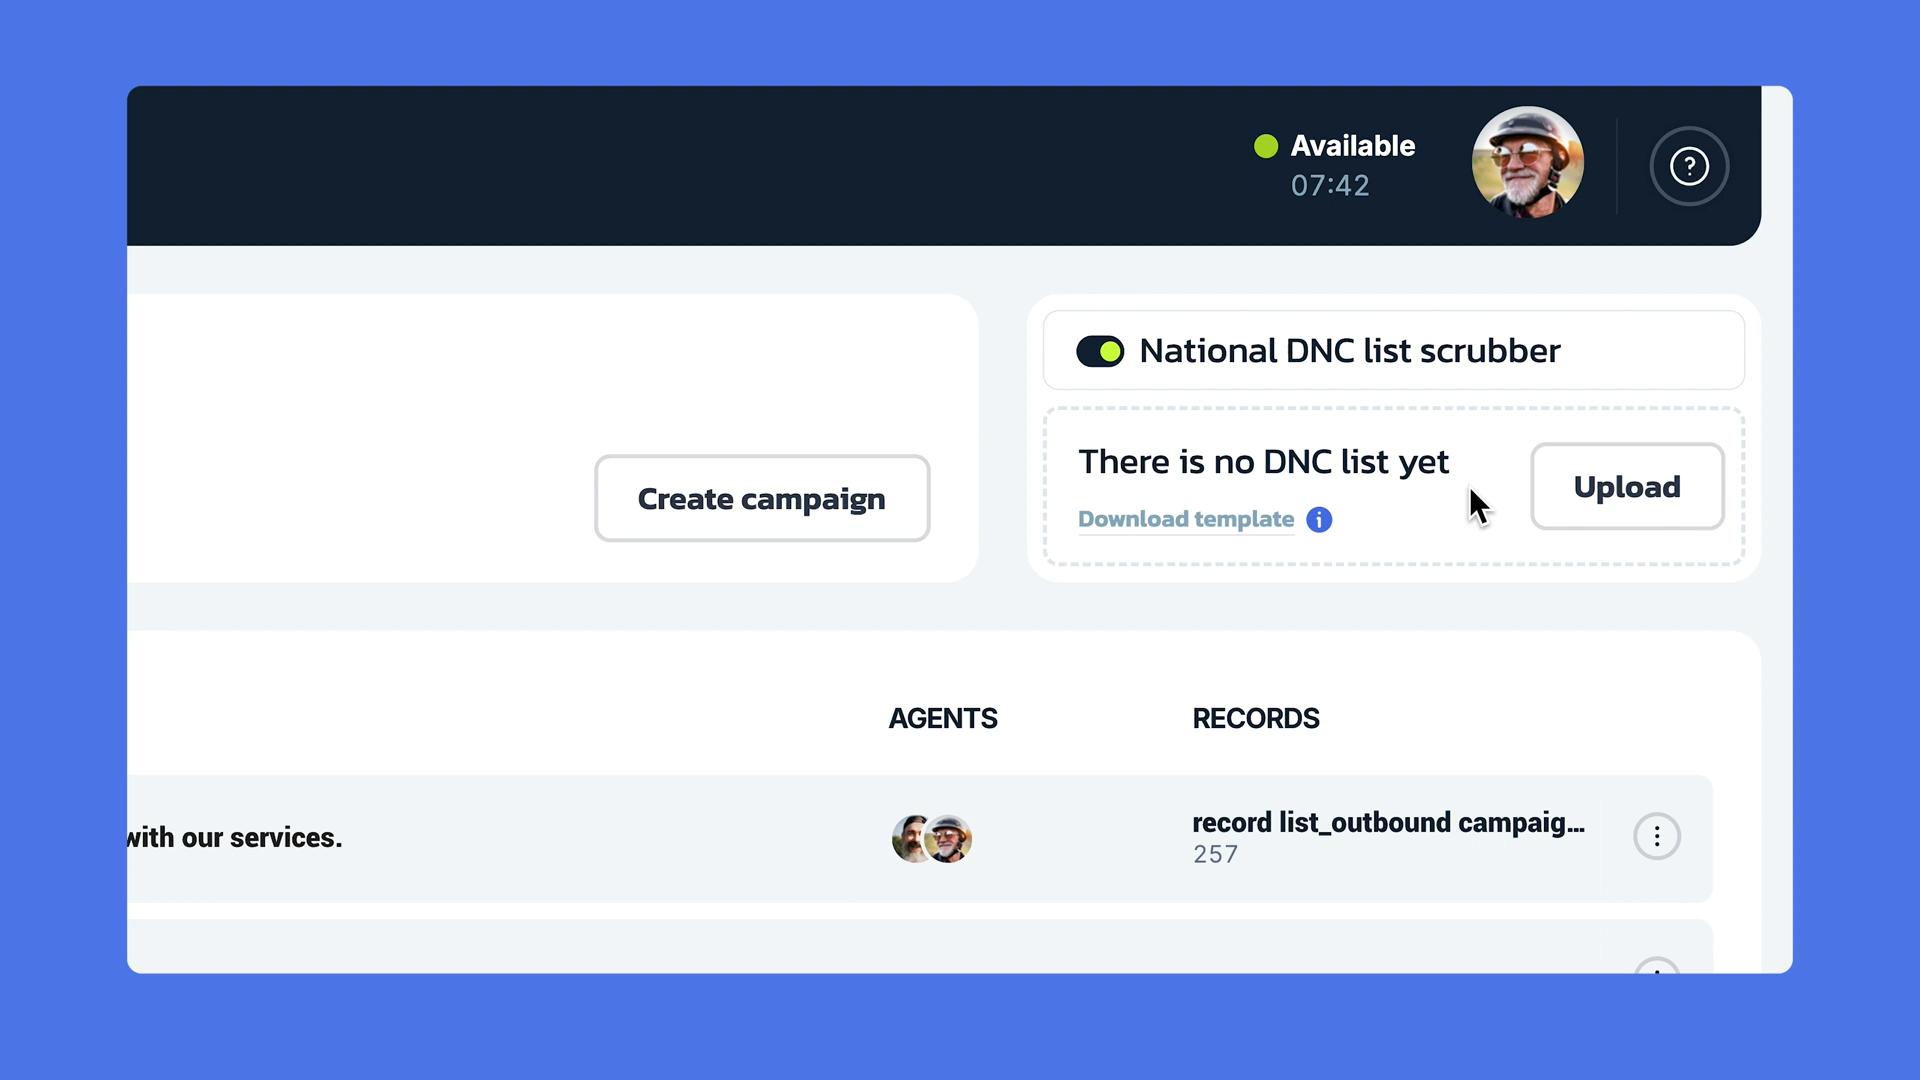 Available
07:42
National DNC list scrubber
There is no DNC list yet
Upload
Download template
Create campaign
AGENTS
RECORDS
with our services.
record list_outbound campaig...
257